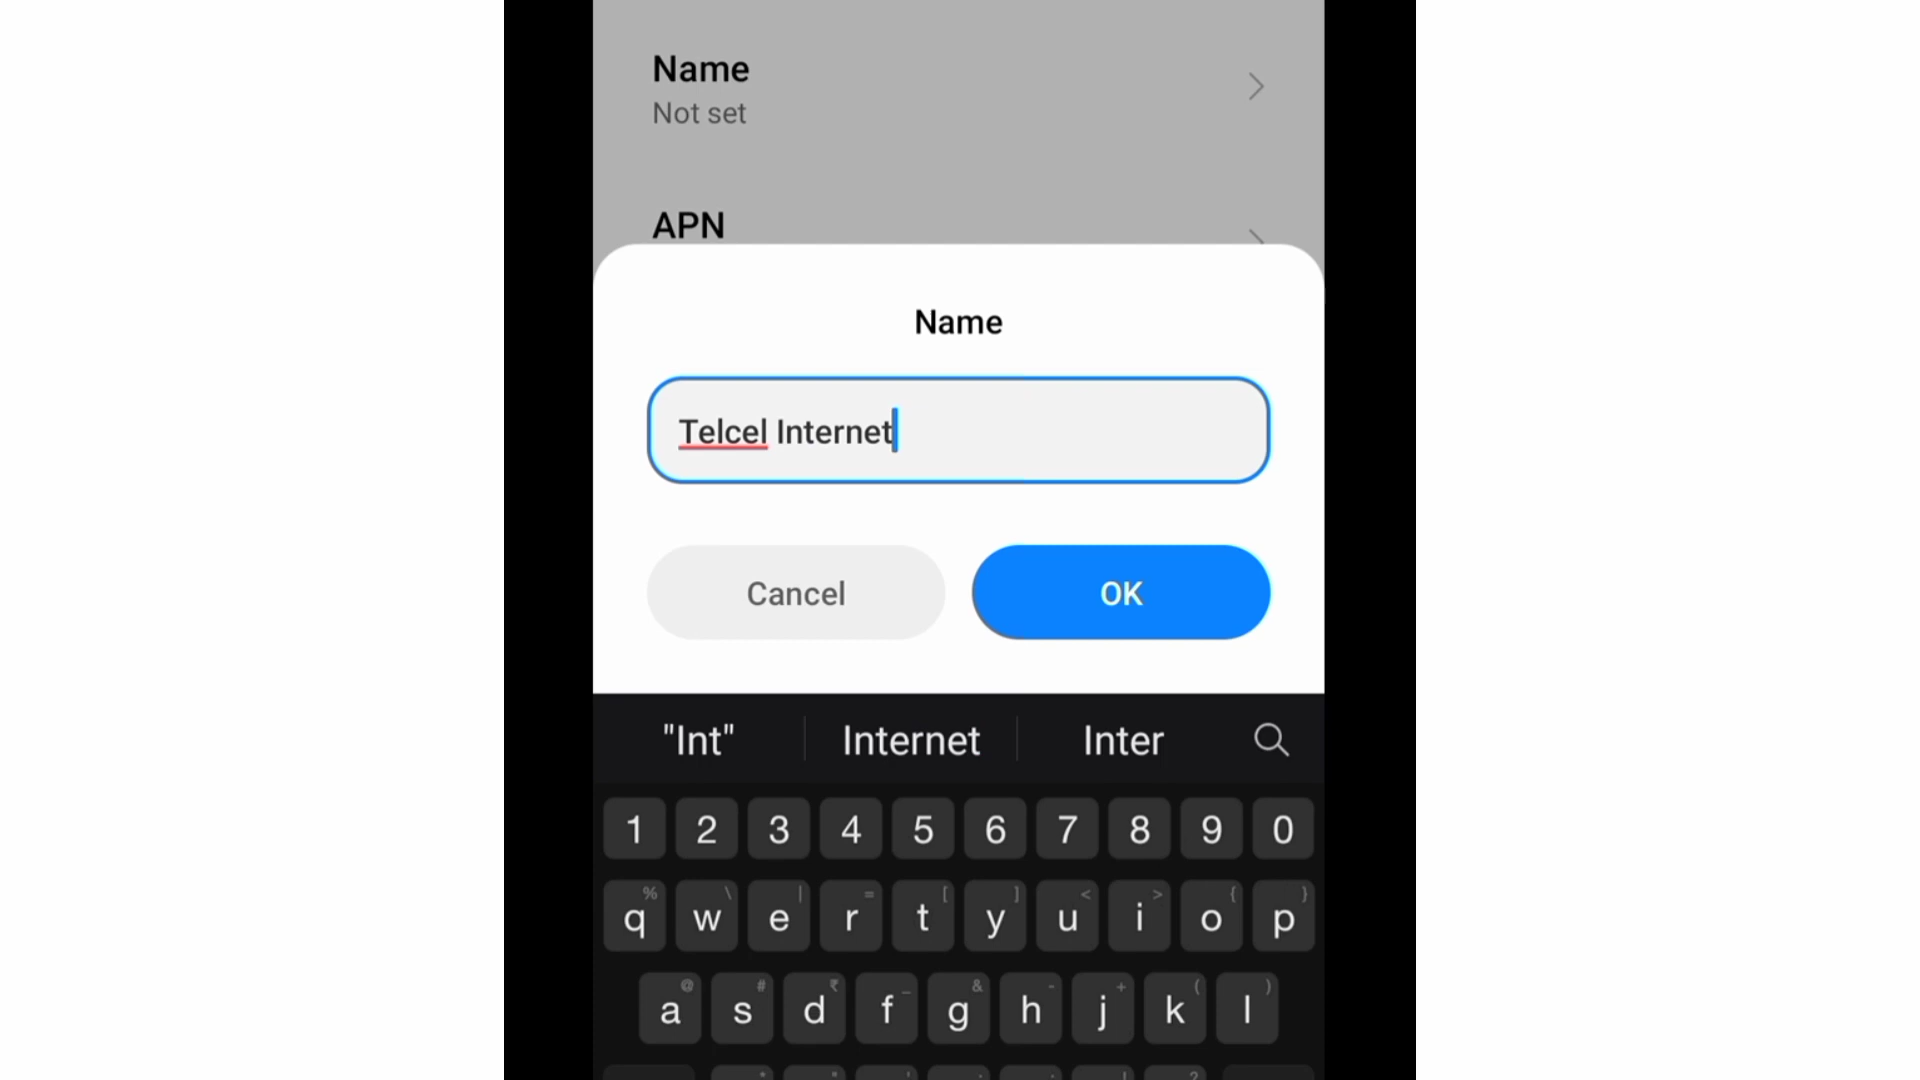 Name
Not set
APN
Name
Telcel Internet
Cancel OK
"Int" Internet Inter
1 2 3 4 5 6 7 8 9 0
% \ | = [ ] < > { }
q w e r t y u i o p
@ # ₹ _ & - + ( )
a s d f g h j k l